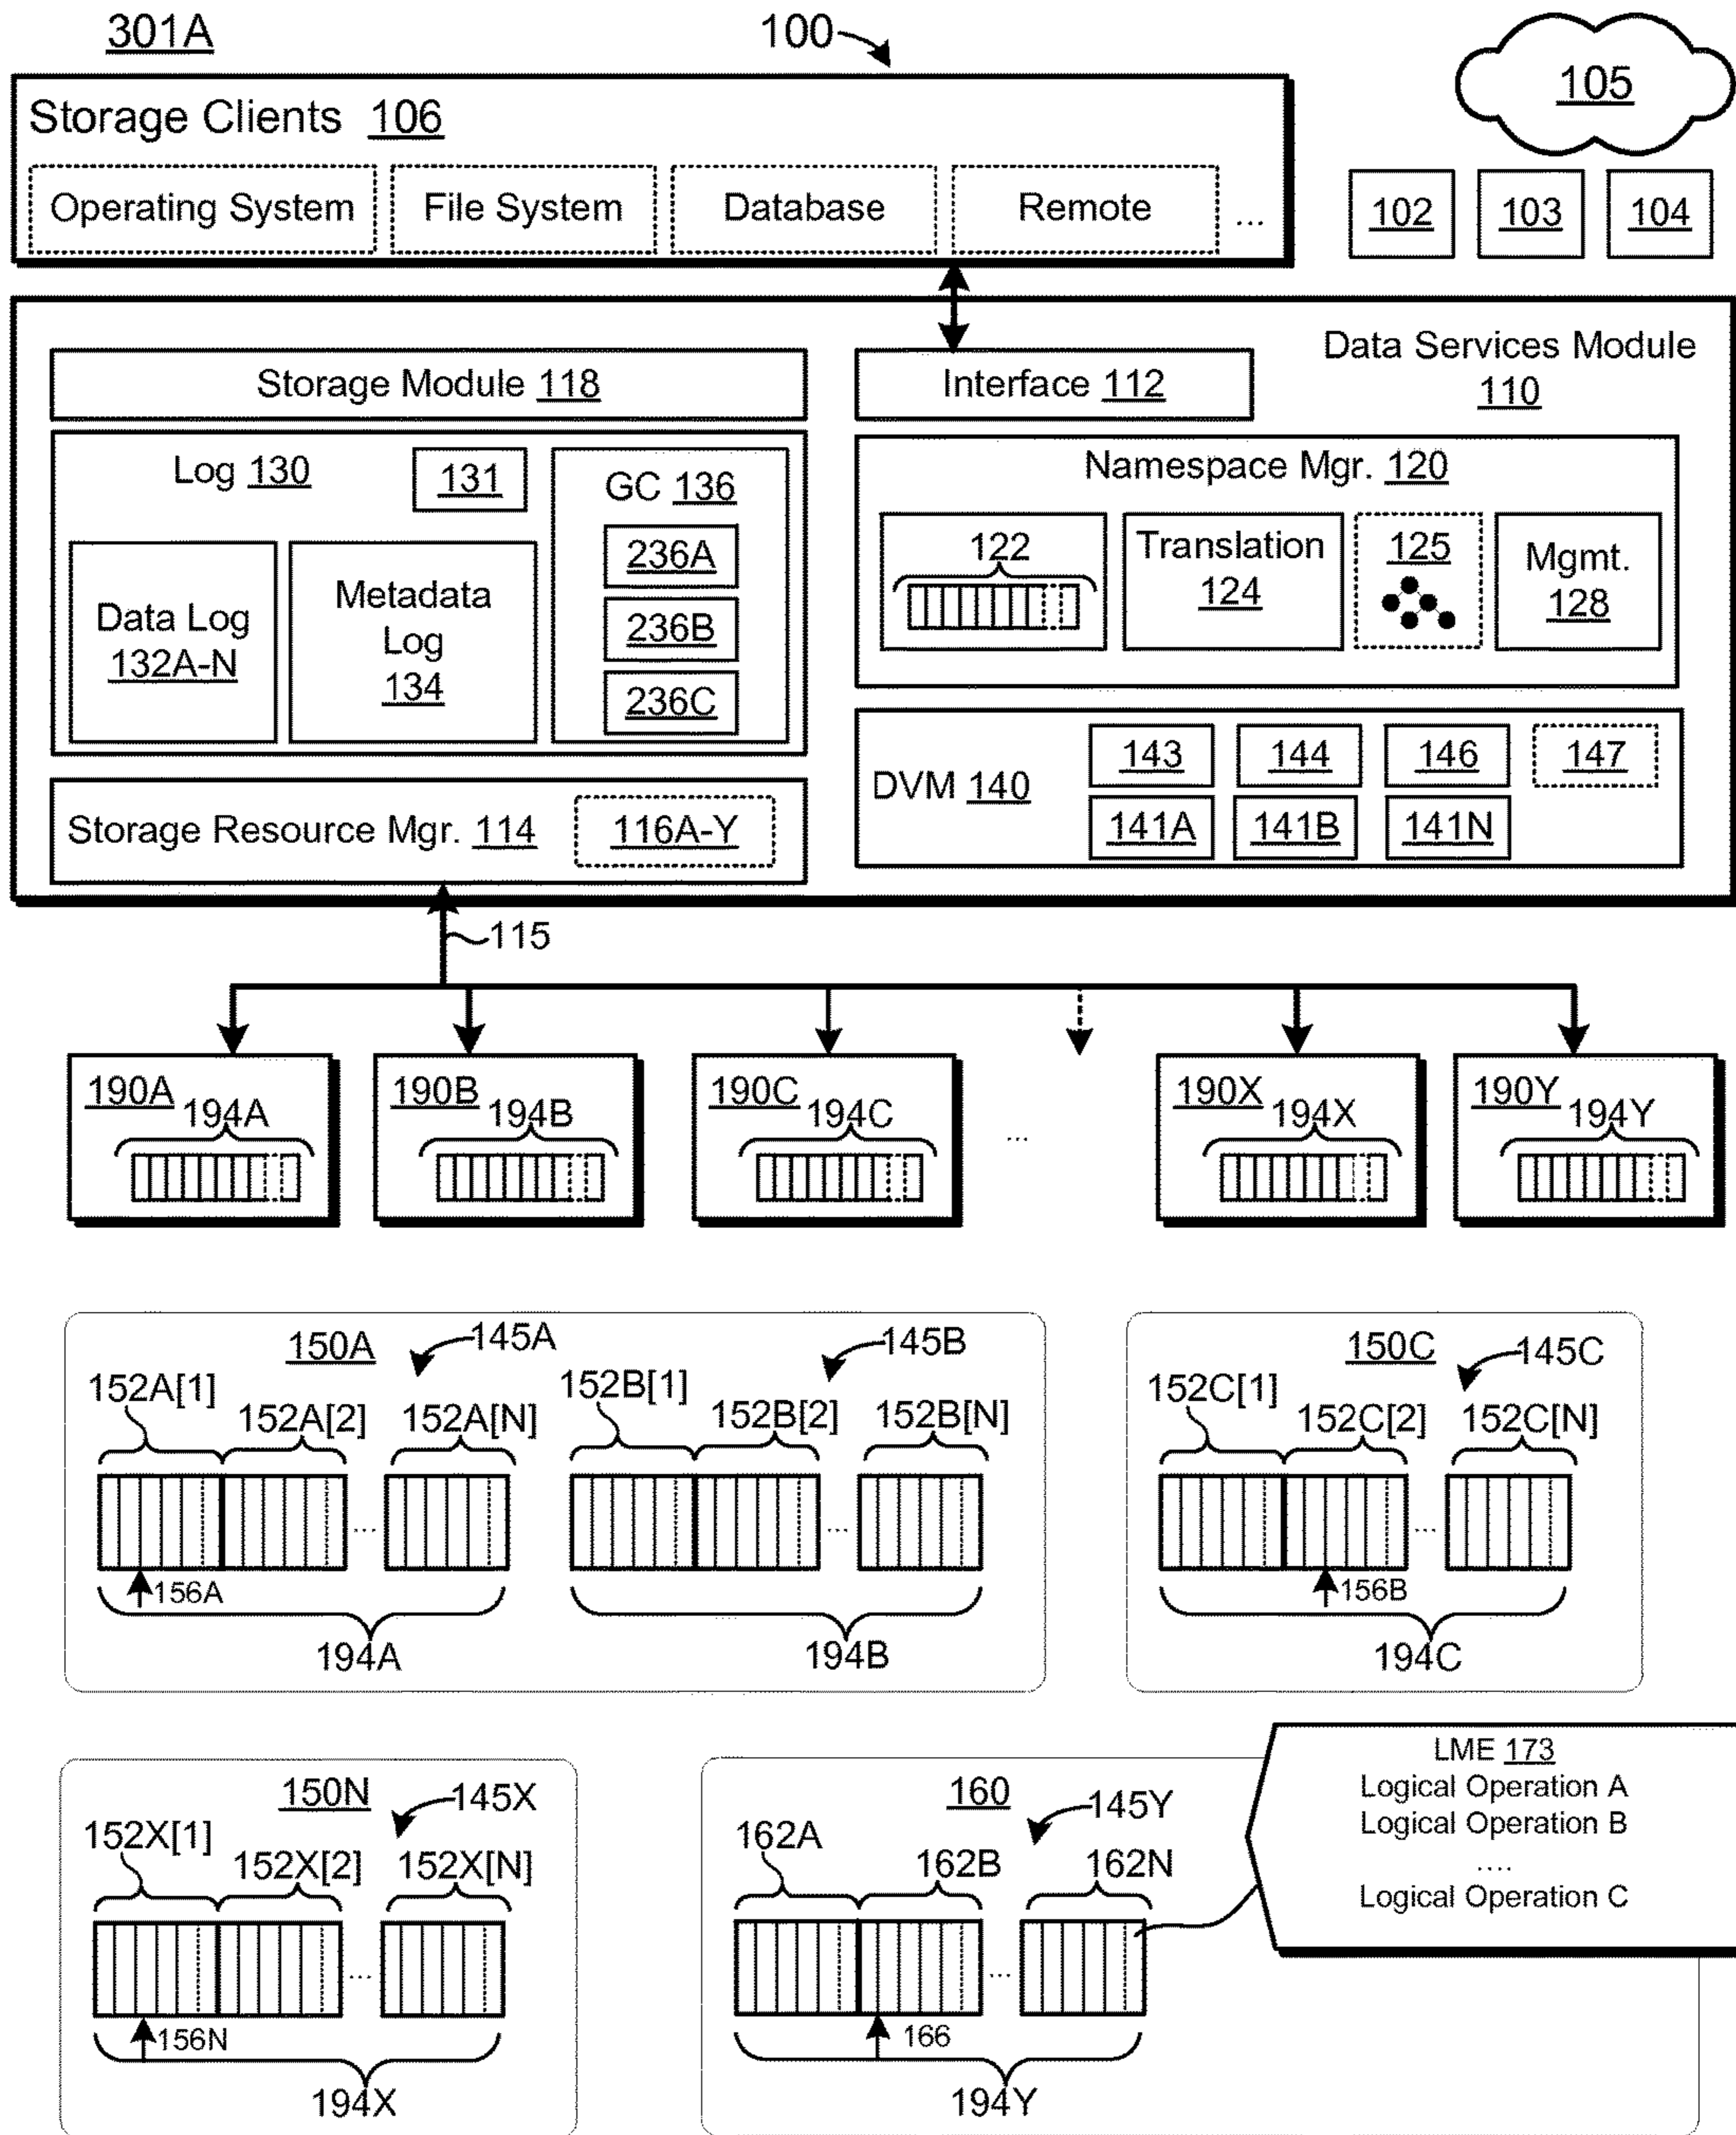 301A
100
105
Storage Clients 106
Operating System
File System
Database
Remote
...
102
103
104
Data Services Module
110
Storage Module 118
Interface 112
Log 130
131
GC 136
236A
236B
236C
Data Log
132A-N
Metadata
Log
134
Namespace Mgr. 120
122
Translation
124
125
Mgmt.
128
DVM 140
143
144
146
147
141A
141B
141N
Storage Resource Mgr. 114
116A-Y
115
190A
194A
190B
194B
190C
194C
...
190X
194X
190Y
194Y
150A
145A
145B
152A[1]
152A[2]
152A[N]
152B[1]
152B[2]
152B[N]
...
...
156A
194A
194B
150C
145C
152C[1]
152C[2]
152C[N]
...
156B
194C
150N
145X
152X[1]
152X[2]
152X[N]
...
156N
194X
160
145Y
162A
162B
162N
...
166
194Y
LME 173
Logical Operation A
Logical Operation B
....
Logical Operation C